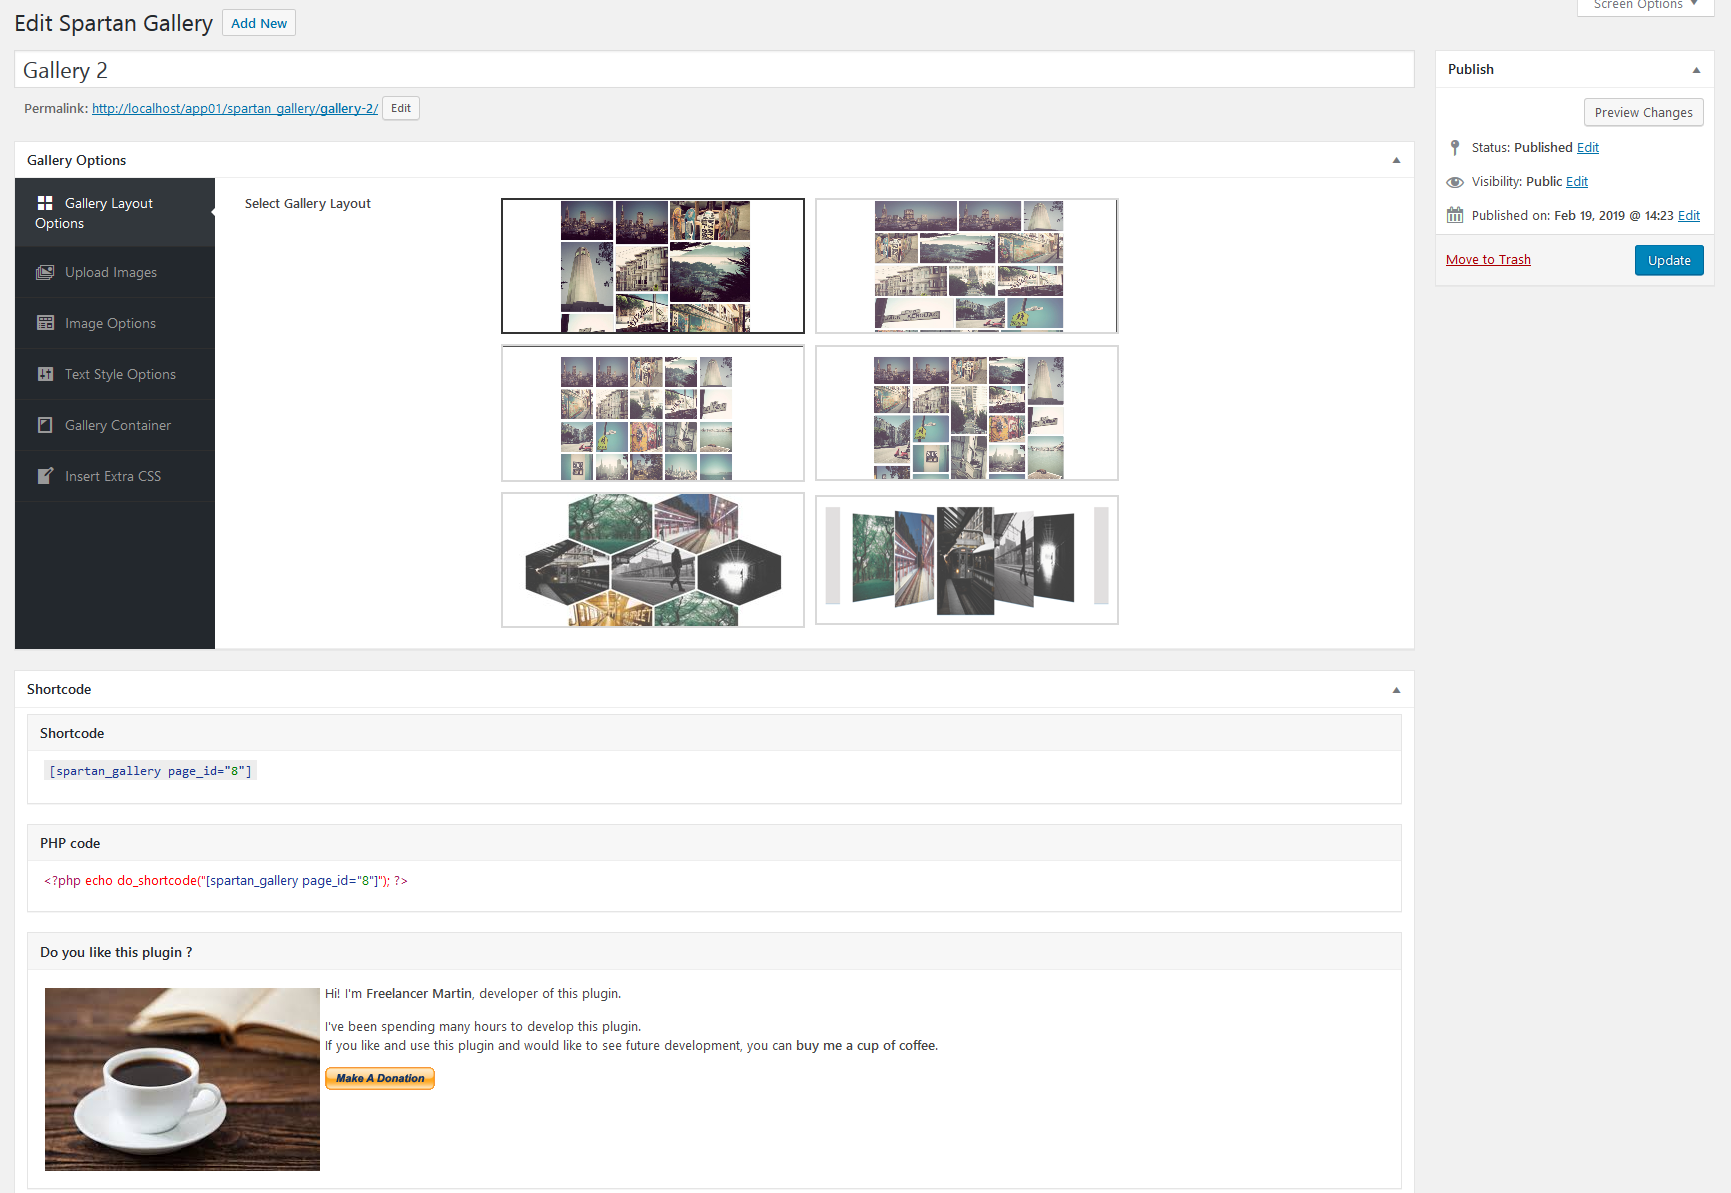 Screen Options
Edit Spartan Gallery
Add New
Gallery 2
Permalink: http://localhost/app01/spartan_gallery/gallery-2/ Edit
Publish
Preview Changes
Status: Published Edit
Visibility: Public Edit
Published on: Feb 19, 2019 @ 14:23 Edit
Move to Trash
Update
Gallery Options
Gallery Layout
Options
Upload Images
Image Options
Text Style Options
Gallery Container
Insert Extra CSS
Select Gallery Layout
Shortcode
Shortcode
[spartan_gallery page_id="8"]
PHP code
<?php echo do_shortcode("[spartan_gallery page_id="8"]"); ?>
Do you like this plugin ?
Hi! I'm Freelancer Martin, developer of this plugin.
I've been spending many hours to develop this plugin.
If you like and use this plugin and would like to see future development, you can buy me a cup of coffee.
Make A Donation